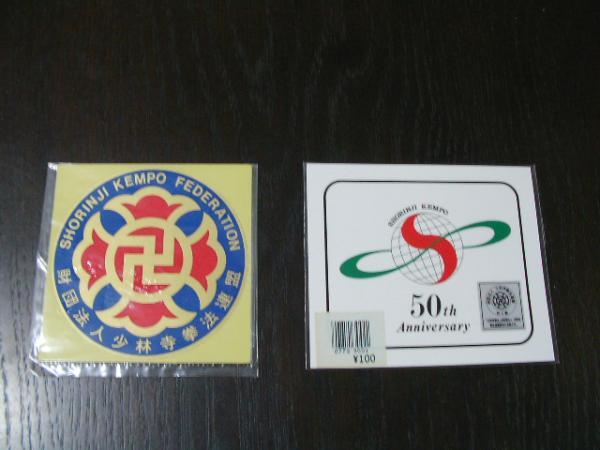 SHORINJI KEMPO FEDERATION
財団法人少林寺拳法連盟
SHORINJI KEMPO
50th
Anniversary
¥100